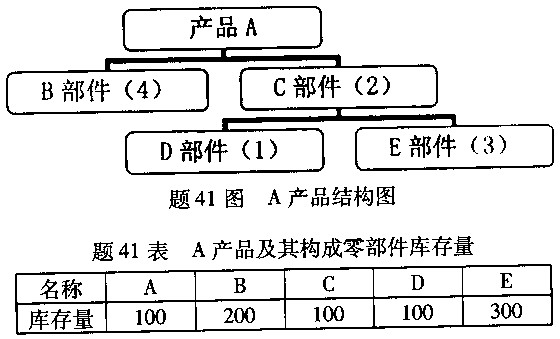 产品A
B部件（4）
C部件（2）
D部件（1）
E部件（3）
题41图 A产品结构图
题41表 A产品及其构成零部件库存量
名称 A B C D E
库存量 100 200 100 100 300